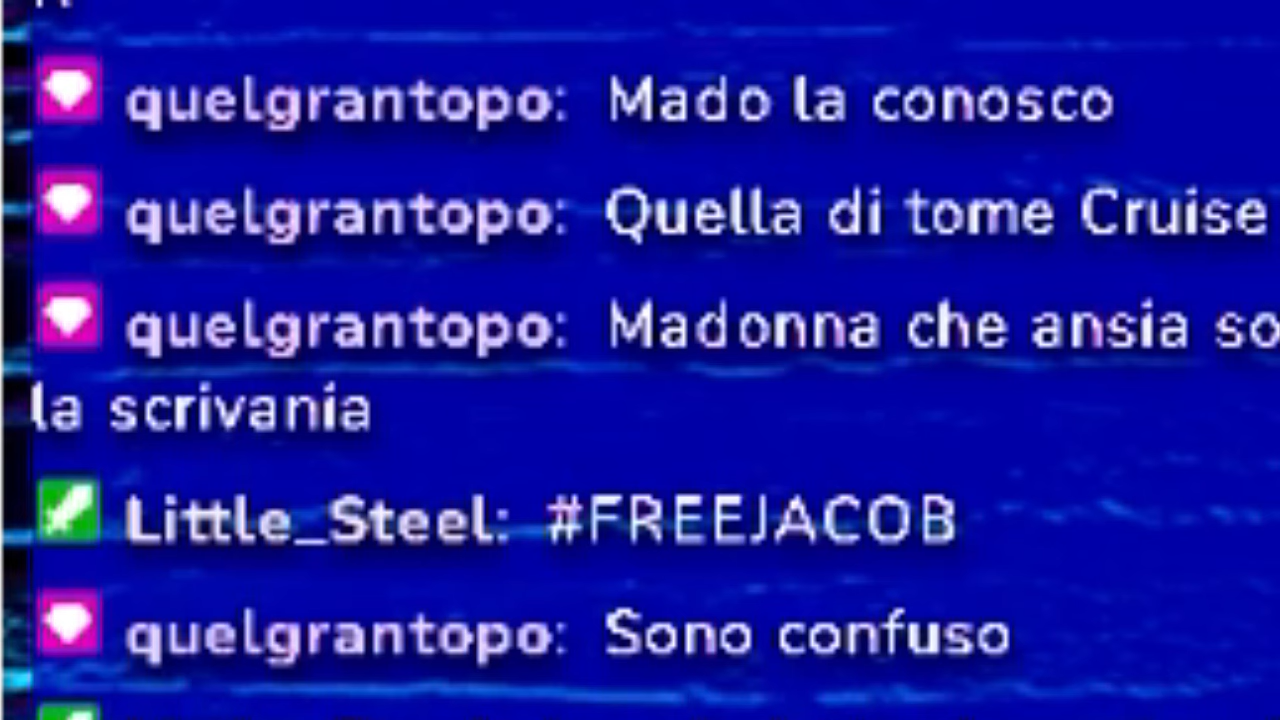 quelgrantopo: Mado la conosco
quelgrantopo: Quella di tome Cruise
quelgrantopo: Madonna che ansia so
la scrivania
Little_Steel: #FREEJACOB
quelgrantopo: Sono confuso